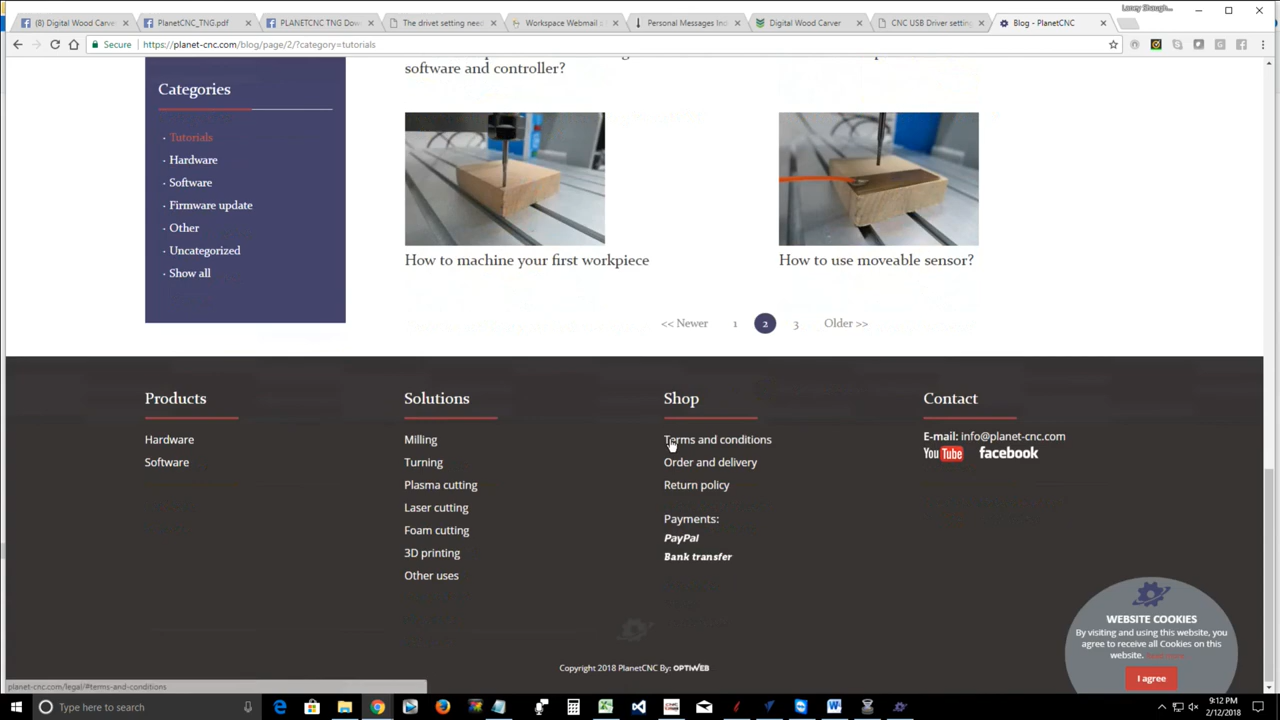 (8) Digital Wood Carve
PlanetCNC_TNG.pdf
PLANETCNC TNG Dow
The drivet setting need
Workspace Webmail
Personal Messages Ind
Digital Wood Carver
CNC USB Driver setting
Blog - PlanetCNC
Secure
https://planet-cnc.com/blog/page/2/?category=tutorials
software and controller?
Categories
· Tutorials
· Hardware
· Software
· Firmware update
· Other
· Uncategorized
· Show all
How to machine your first workpiece
How to use moveable sensor?
<< Newer 1 2 3 Older >>
Products
Hardware
Software
Solutions
Milling
Turning
Plasma cutting
Laser cutting
Foam cutting
3D printing
Other uses
Shop
Terms and conditions
Order and delivery
Return policy
Payments:
PayPal
Bank transfer
Contact
E-mail: info@planet-cnc.com
YouTube facebook
WEBSITE COOKIES
By visiting and using this website, you
agree to receive all Cookies on this
website.
I agree
Copyright 2018 PlanetCNC By: OPTIWEB
planet-cnc.com/legal/#terms-and-conditions
Type here to search
9:12 PM
2/12/2018